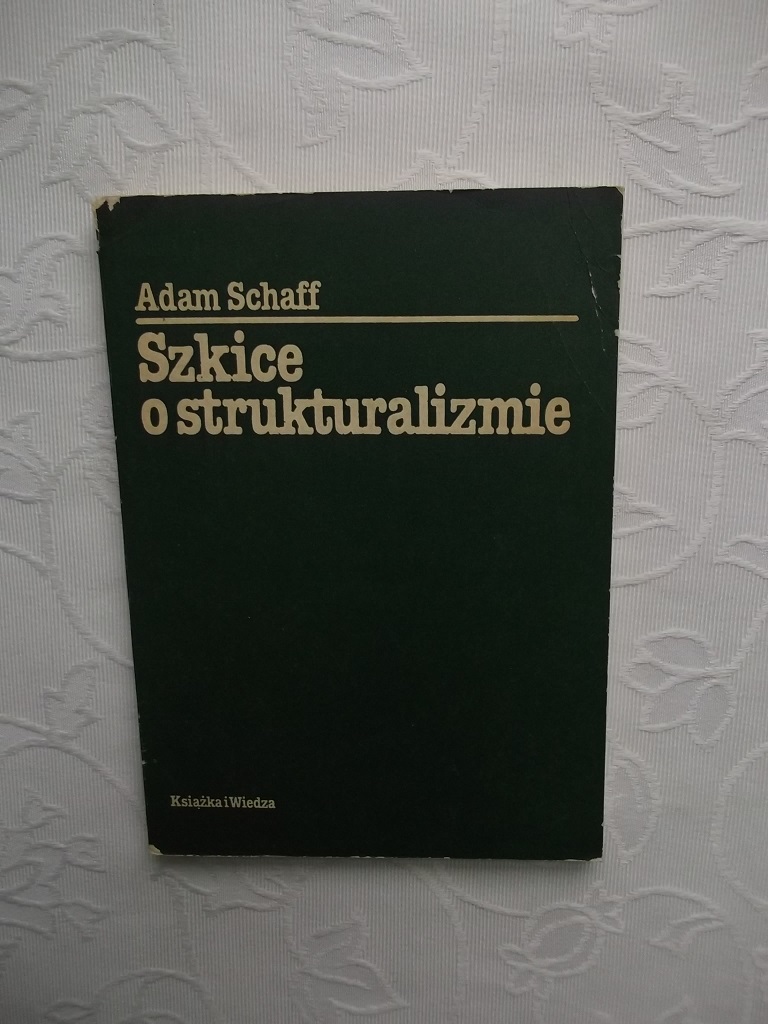 Adam Schaff
Szkice
o strukturalizmie
Książka i Wiedza